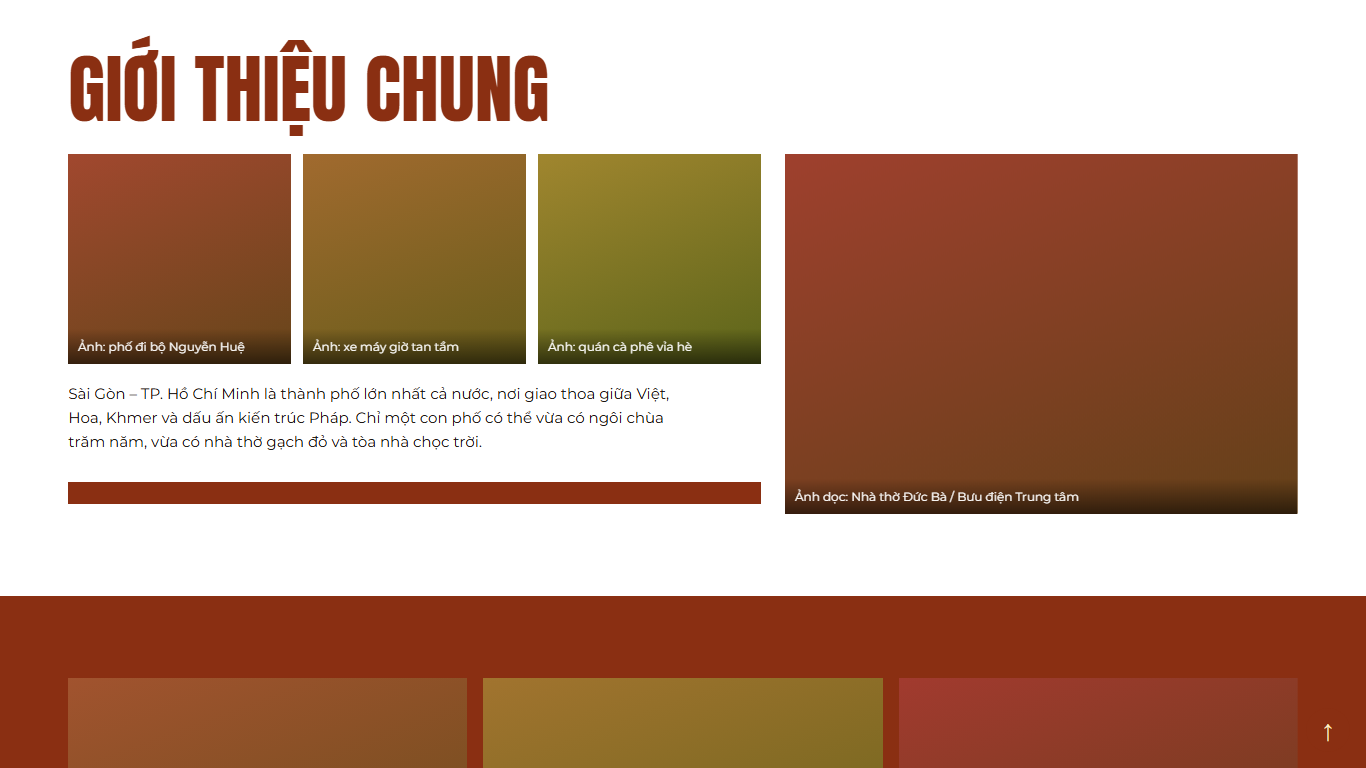 GIỚI THIỆU CHUNG
Ảnh: phố đi bộ Nguyễn Huệ
Ảnh: xe máy giờ tan tầm
Ảnh: quán cà phê vỉa hè
Sài Gòn – TP. Hồ Chí Minh là thành phố lớn nhất cả nước, nơi giao thoa giữa Việt,
Hoa, Khmer và dấu ấn kiến trúc Pháp. Chỉ một con phố có thể vừa có ngôi chùa
trăm năm, vừa có nhà thờ gạch đỏ và tòa nhà chọc trời.
Ảnh dọc: Nhà thờ Đức Bà / Bưu điện Trung tâm
↑